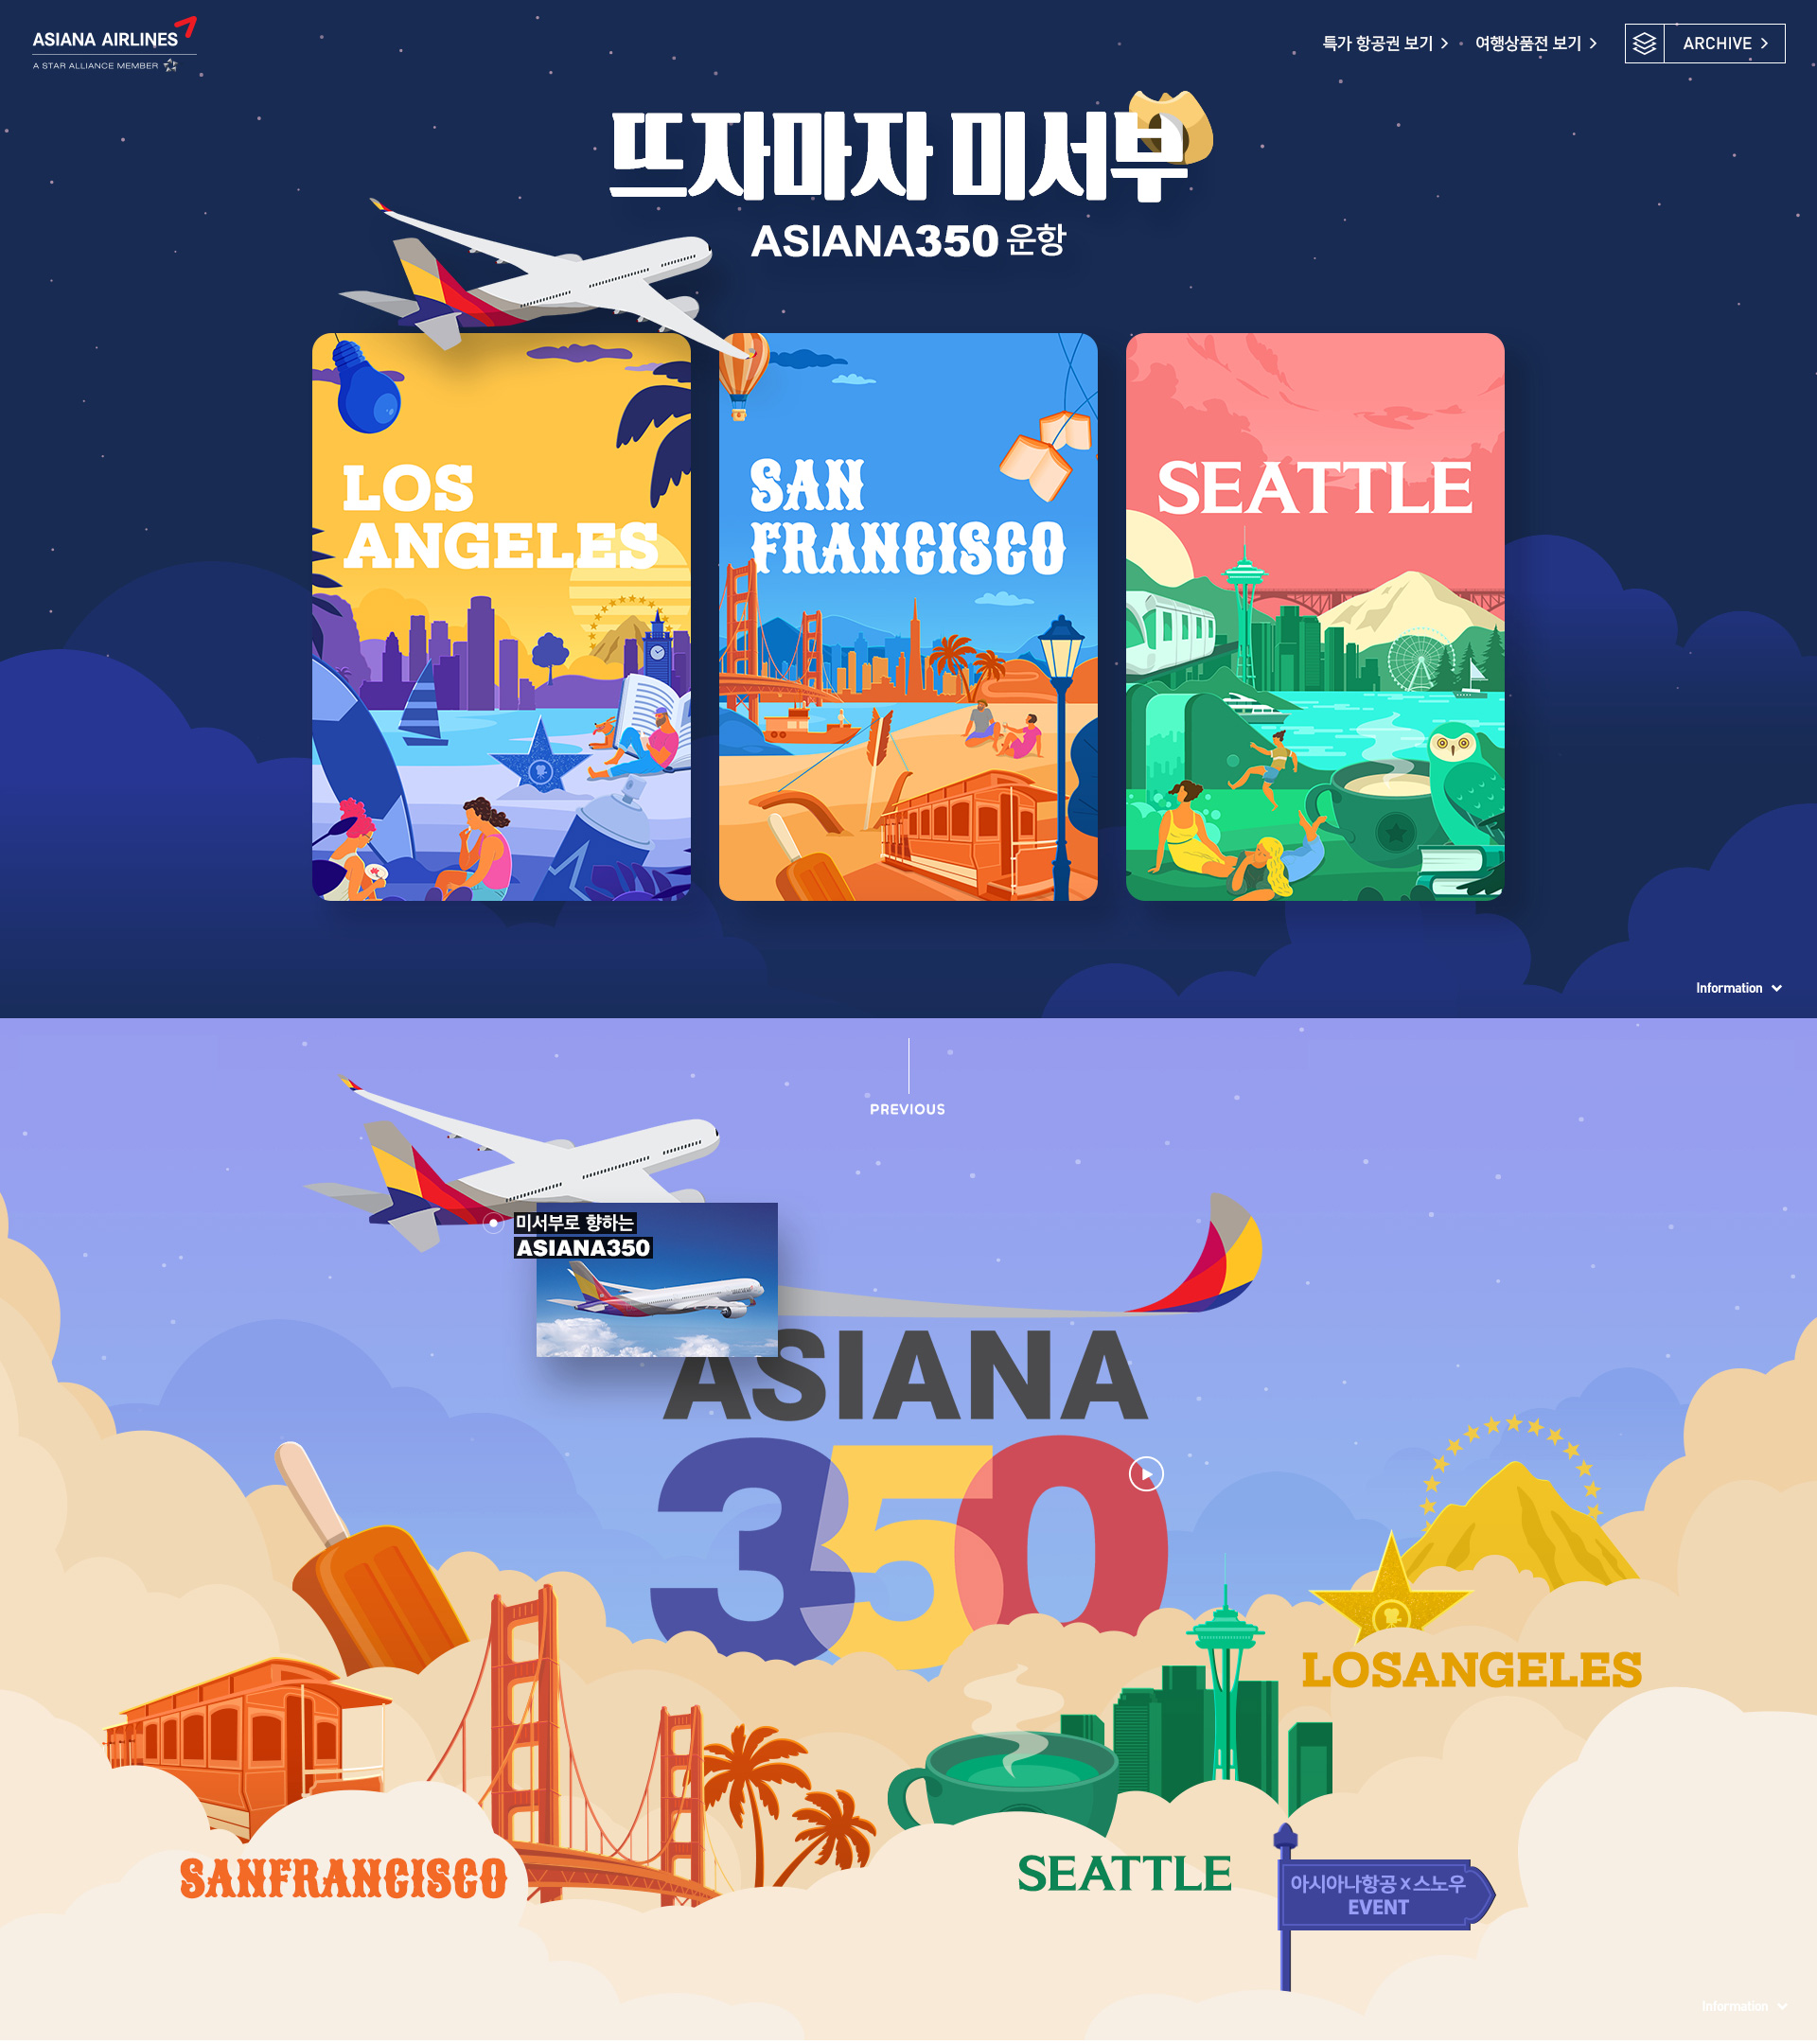 ASIANA AIRLINES
A STAR ALLIANCE MEMBER
특가 항공권 보기
여행상품전 보기
ARCHIVE
뜨자마자 미서부
ASIANA350 운항
LOS
ANGELES
SAN
FRANCISCO
SEATTLE
Information
PREVIOUS
미서부로 향하는
ASIANA350
ASIANA
350
LOSANGELES
SANFRANCISCO
SEATTLE
아시아나항공 x 스노우
EVENT
Information